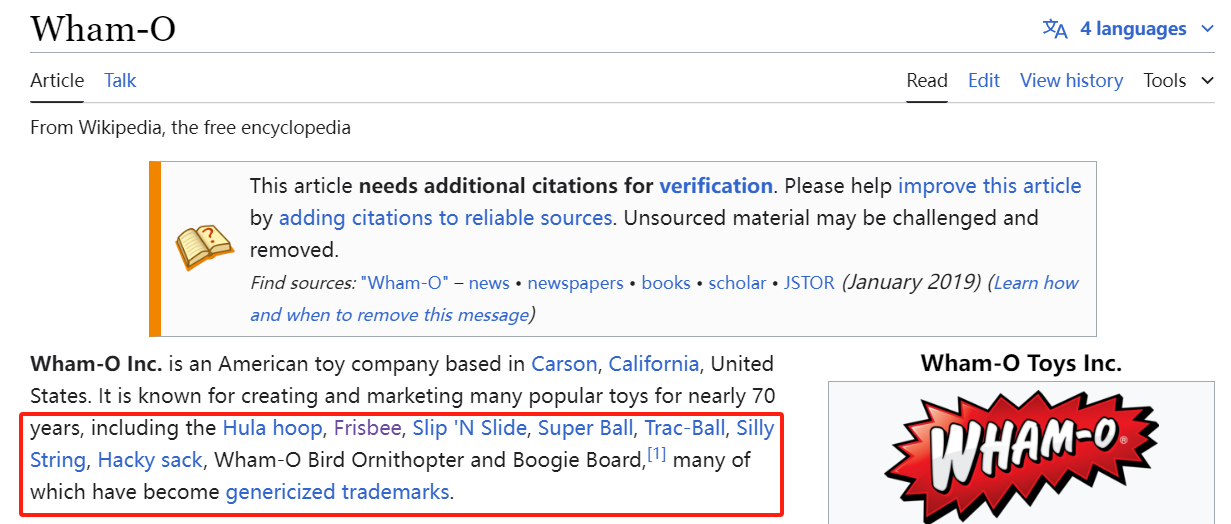 Wham-O
4 languages
Article Talk
Read Edit View history Tools
From Wikipedia, the free encyclopedia
This article needs additional citations for verification. Please help improve this article
by adding citations to reliable sources. Unsourced material may be challenged and
removed.
Find sources: "Wham-O" – news • newspapers • books • scholar • JSTOR (January 2019) (Learn how
and when to remove this message)
Wham-O Inc. is an American toy company based in Carson, California, United
States. It is known for creating and marketing many popular toys for nearly 70
years, including the Hula hoop, Frisbee, Slip 'N Slide, Super Ball, Trac-Ball, Silly
String, Hacky sack, Wham-O Bird Ornithopter and Boogie Board,[1] many of
which have become genericized trademarks.
Wham-O Toys Inc.
WHAM-O®